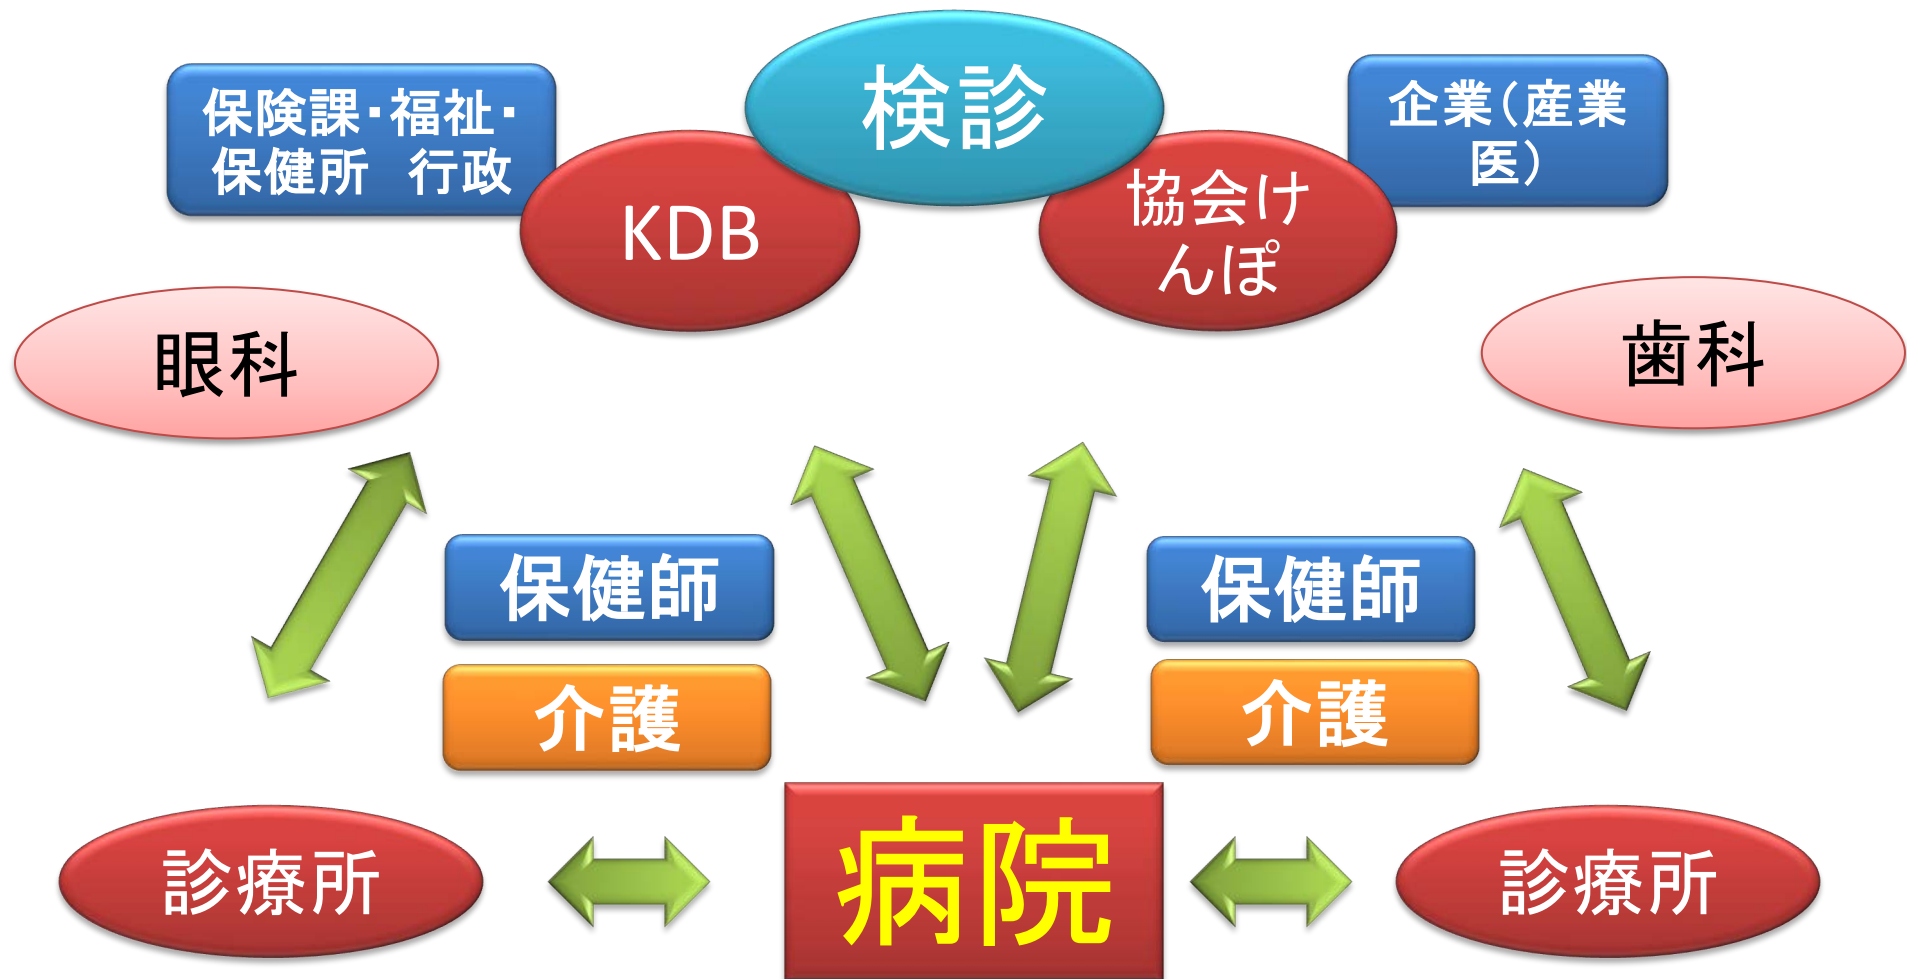 検診
保険課・福祉・
保健所　行政
企業（産業
医）
KDB
協会け
んぽ
眼科
歯科
保健師
保健師
介護
介護
診療所
病院
診療所